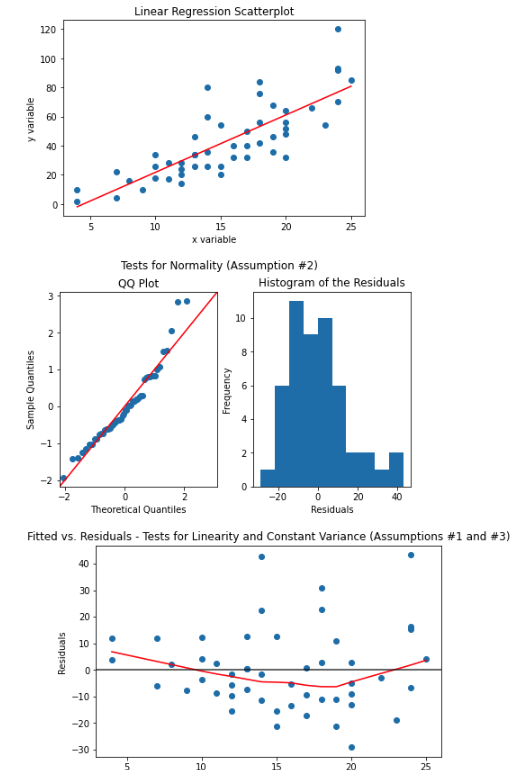 Linear Regression Scatterplot
120
100
80
60
40
20
0
y variable
5 10 15 20 25
x variable
Tests for Normality (Assumption #2)
QQ Plot
3
2
1
0
−1
−2
Sample Quantiles
−2 0 2
Theoretical Quantiles
Histogram of the Residuals
10
8
6
4
2
0
Frequency
−20 0 20 40
Residuals
Fitted vs. Residuals - Tests for Linearity and Constant Variance (Assumptions #1 and #3)
40
30
20
10
0
−10
−20
−30
Residuals
5 10 15 20 25